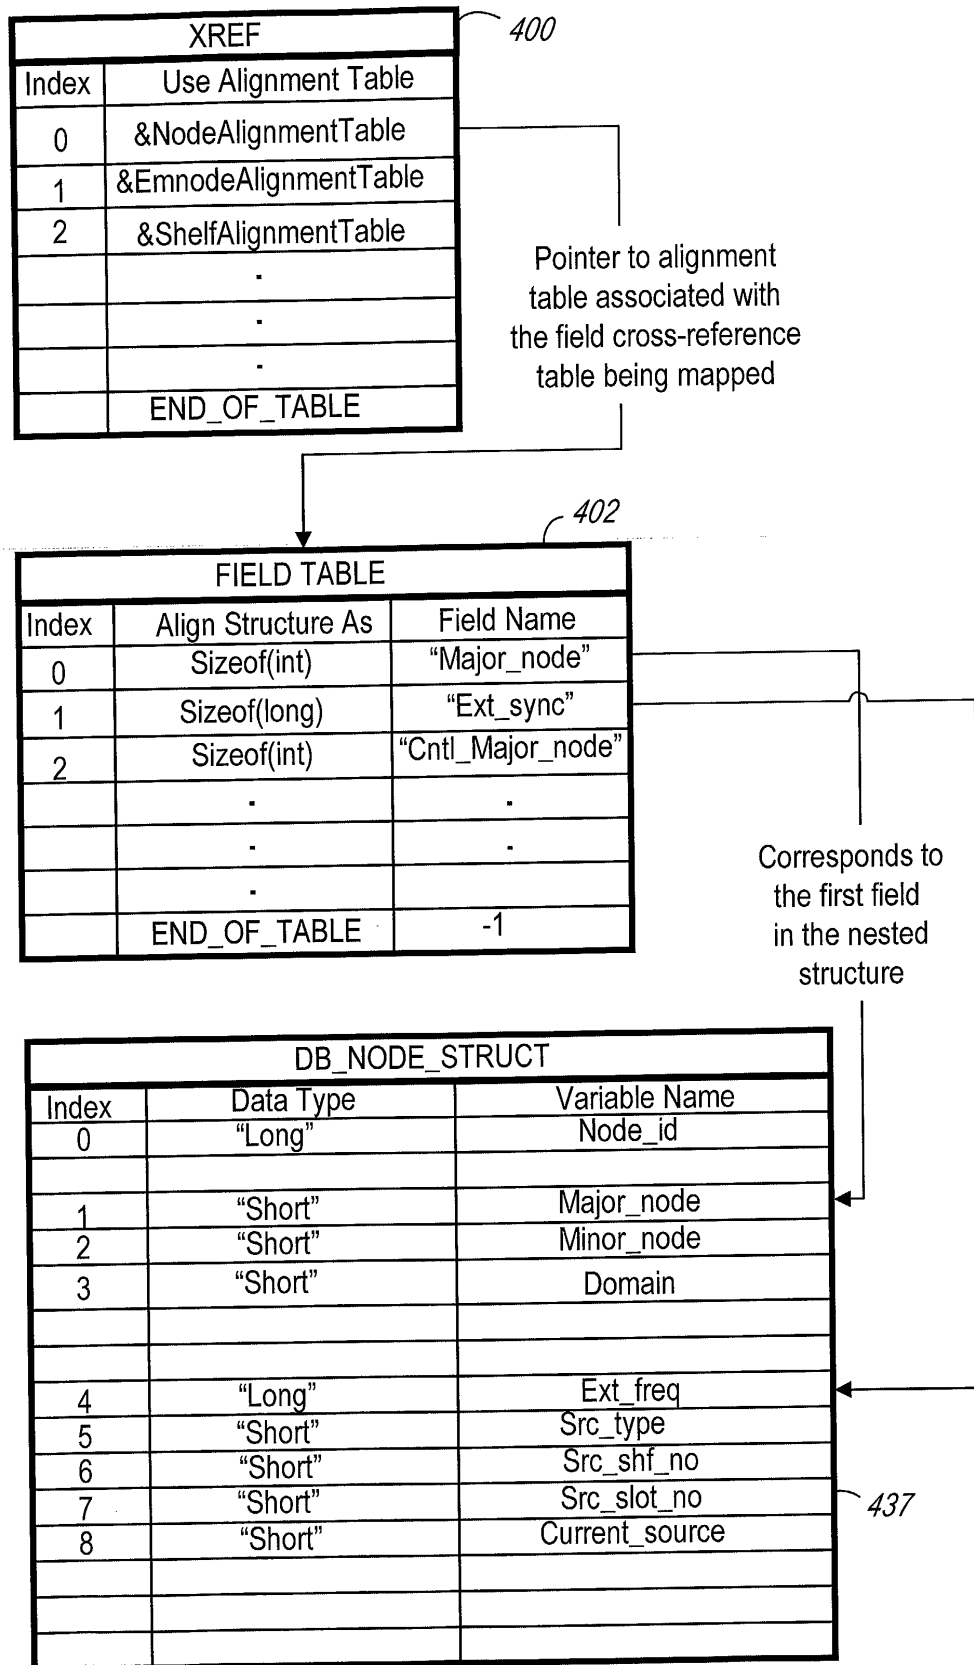 XREF
400
Index Use Alignment Table
0 &NodeAlignmentTable
1 &EmnodeAlignmentTable
2 &ShelfAlignmentTable
.
.
.
END_OF_TABLE
Pointer to alignment
table associated with
the field cross-reference
table being mapped
402
FIELD TABLE
Index Align Structure As Field Name
0 Sizeof(int) “Major_node”
1 Sizeof(long) “Ext_sync”
2 Sizeof(int) “Cntl_Major_node”
. .
. .
.
END_OF_TABLE -1
Corresponds to
the first field
in the nested
structure
DB_NODE_STRUCT
Index Data Type Variable Name
0 “Long” Node_id
1 “Short” Major_node
2 “Short” Minor_node
3 “Short” Domain
4 “Long” Ext_freq
5 “Short” Src_type
6 “Short” Src_shf_no
7 “Short” Src_slot_no
8 “Short” Current_source
437